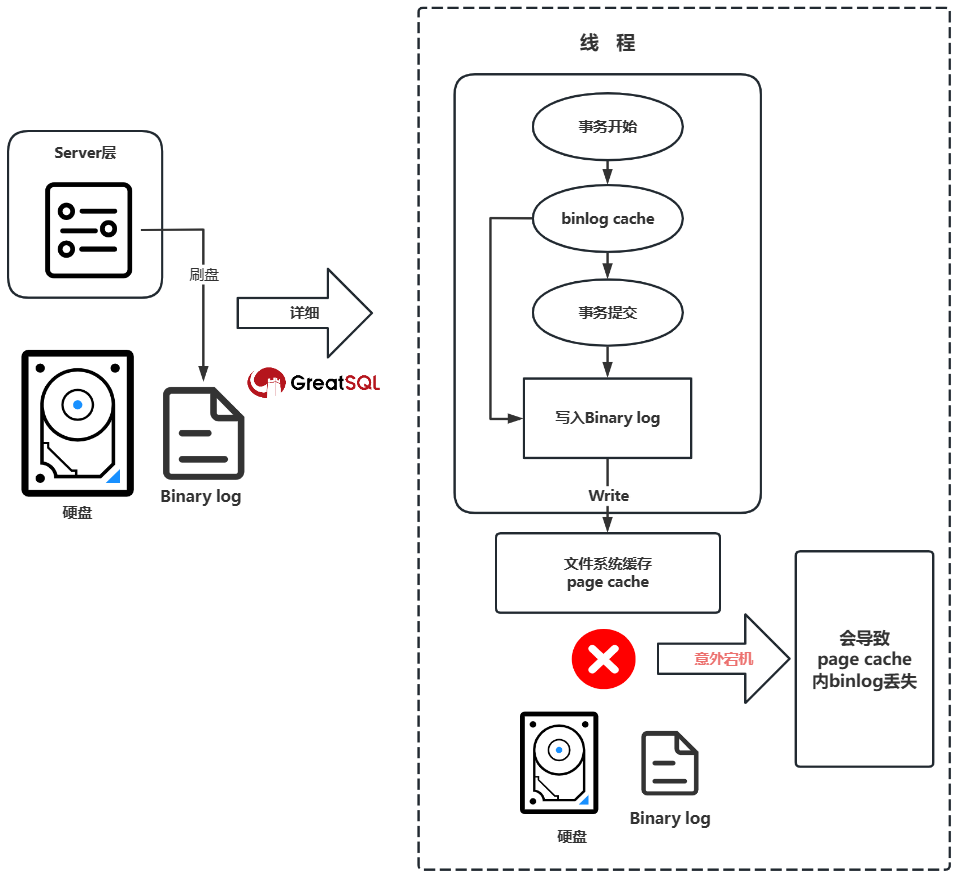 Server层
刷盘
硬盘
Binary log
详细
GreatSQL
线 程
事务开始
binlog cache
事务提交
写入Binary log
Write
文件系统缓存
page cache
意外宕机
会导致
page cache
内binlog丢失
硬盘
Binary log